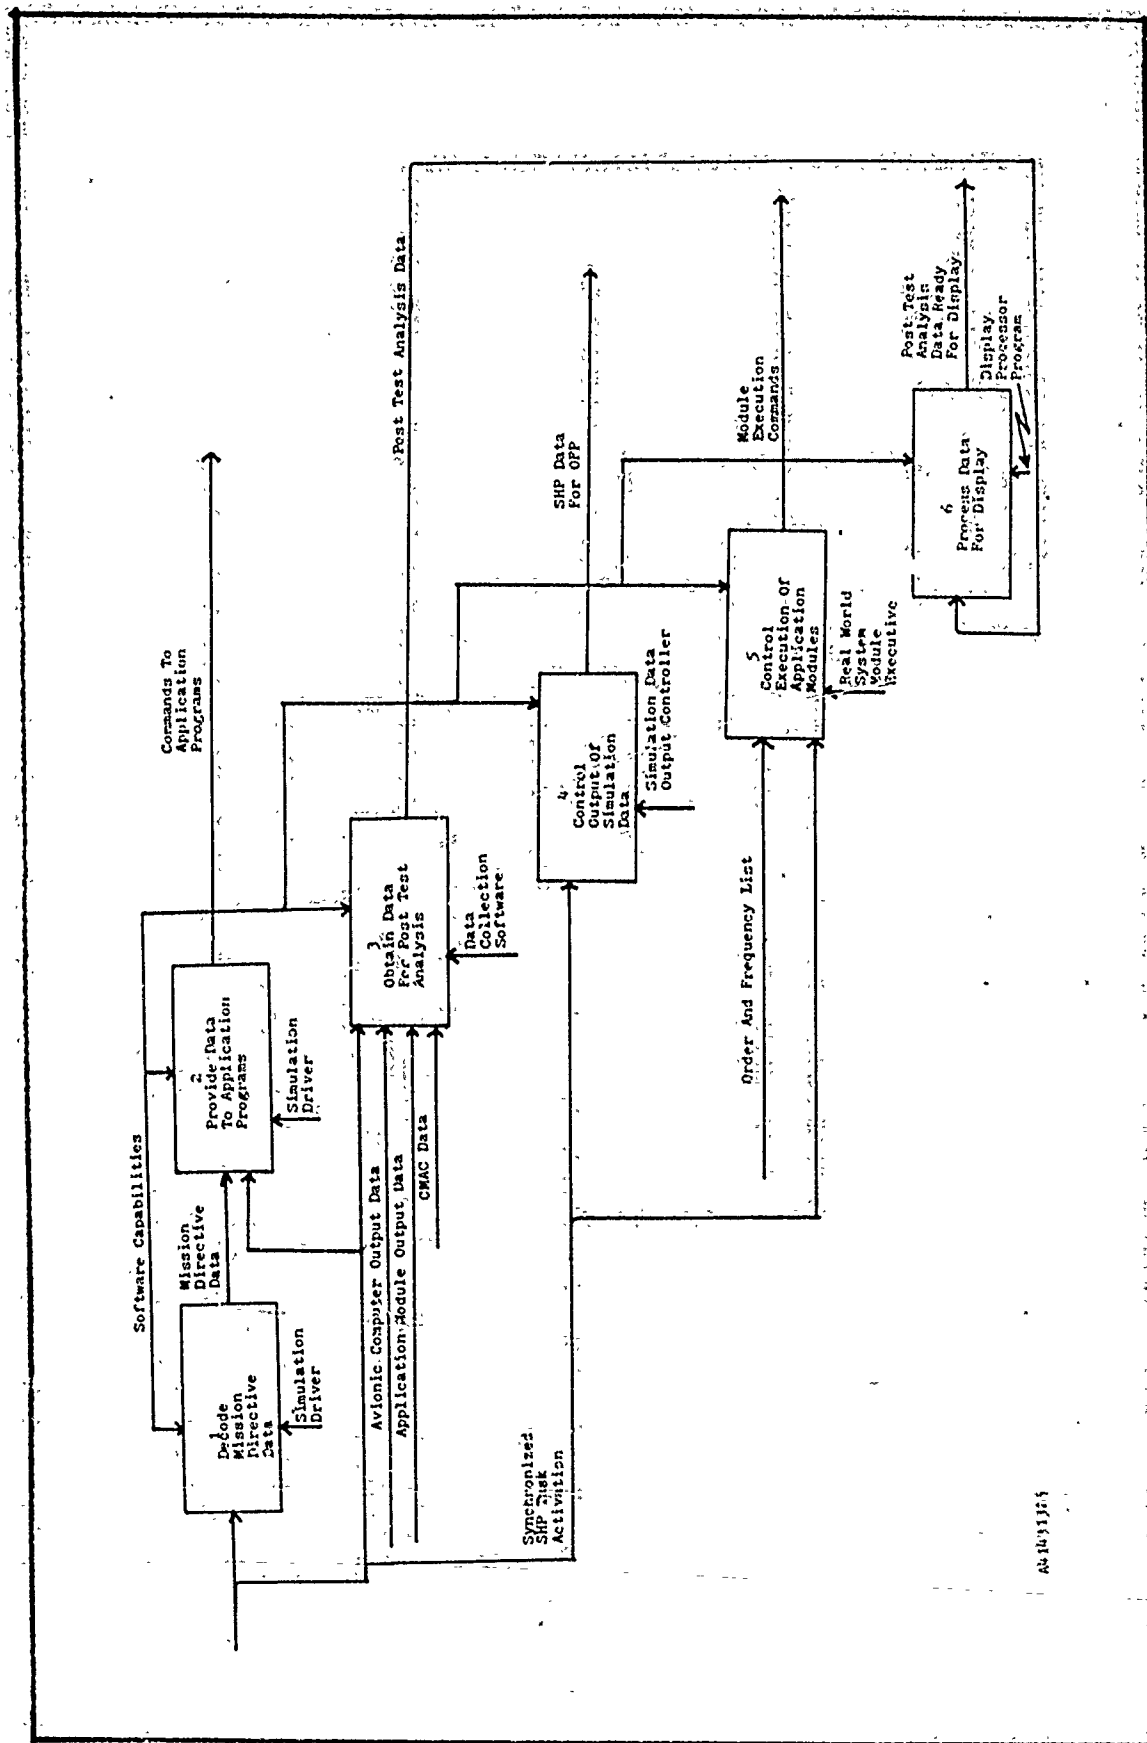 Software Capabilities
1
Decode
Mission
Directive
Data
Simulation
Driver
Mission
Directive
Data
2
Provide Data
To Application
Programs
Simulation
Driver
Commands To
Application
Programs
Avionic Computer Output Data
Application Module Output Data
CMAC Data
3
Obtain Data
For Post Test
Analysis
Data
Collection
Software
Post Test Analysis Data
Synchronized
SHP Disk
Activation
4
Control
Output Of
Simulation
Data
Simulation Data
Output Controller
SHP Data
For OPP
Order And Frequency List
5
Control
Execution Of
Application
Modules
Real World
System
Module
Executive
Module
Execution
Commands
6
Process Data
For Display
Post Test
Analysis
Data Ready
For Display
Display
Processor
Program